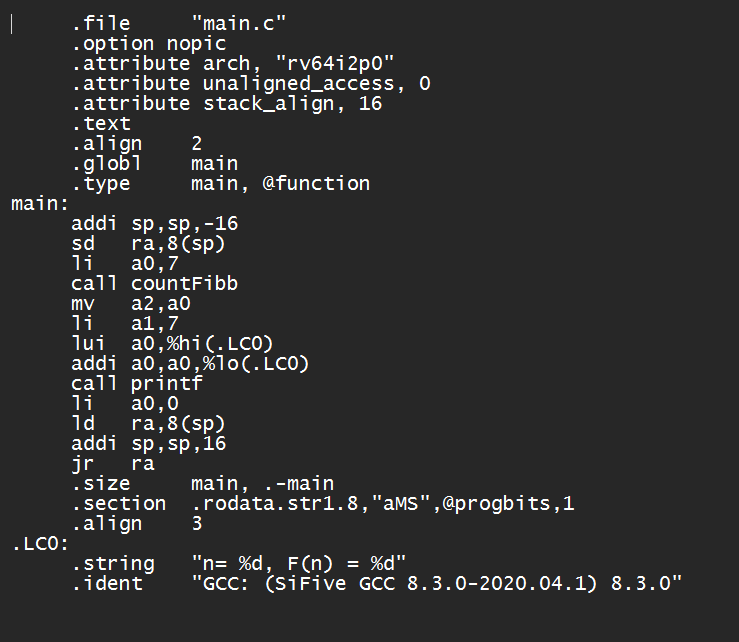 .file "main.c"
.option nopic
.attribute arch, "rv64i2p0"
.attribute unaligned_access, 0
.attribute stack_align, 16
.text
.align 2
.globl main
.type main, @function
main:
addi sp,sp,-16
sd ra,8(sp)
li a0,7
call countFibb
mv a2,a0
li a1,7
lui a0,%hi(.LC0)
addi a0,a0,%lo(.LC0)
call printf
li a0,0
ld ra,8(sp)
addi sp,sp,16
jr ra
.size main, .-main
.section .rodata.str1.8,"aMS",@progbits,1
.align 3
.LC0:
.string "n= %d, F(n) = %d"
.ident "GCC: (SiFive GCC 8.3.0-2020.04.1) 8.3.0"